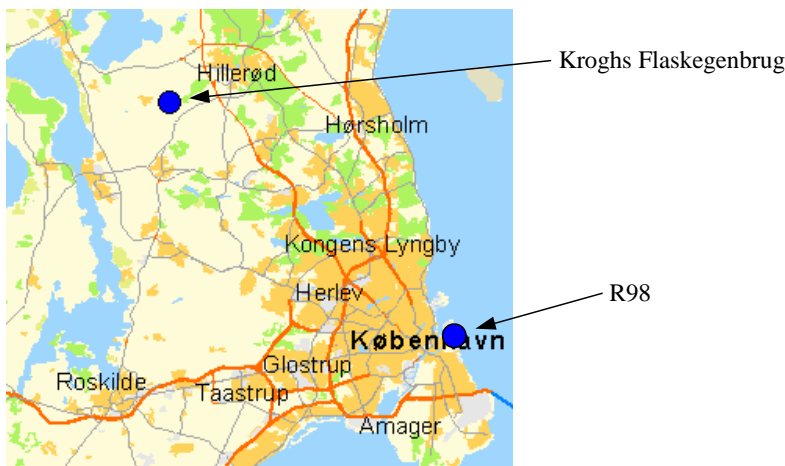 Kroghs Flaskegenbrug
Hillerød
Hørsholm
Kongens Lyngby
Herlev
R98
København
Glostrup
Roskilde
Taastrup
Amager